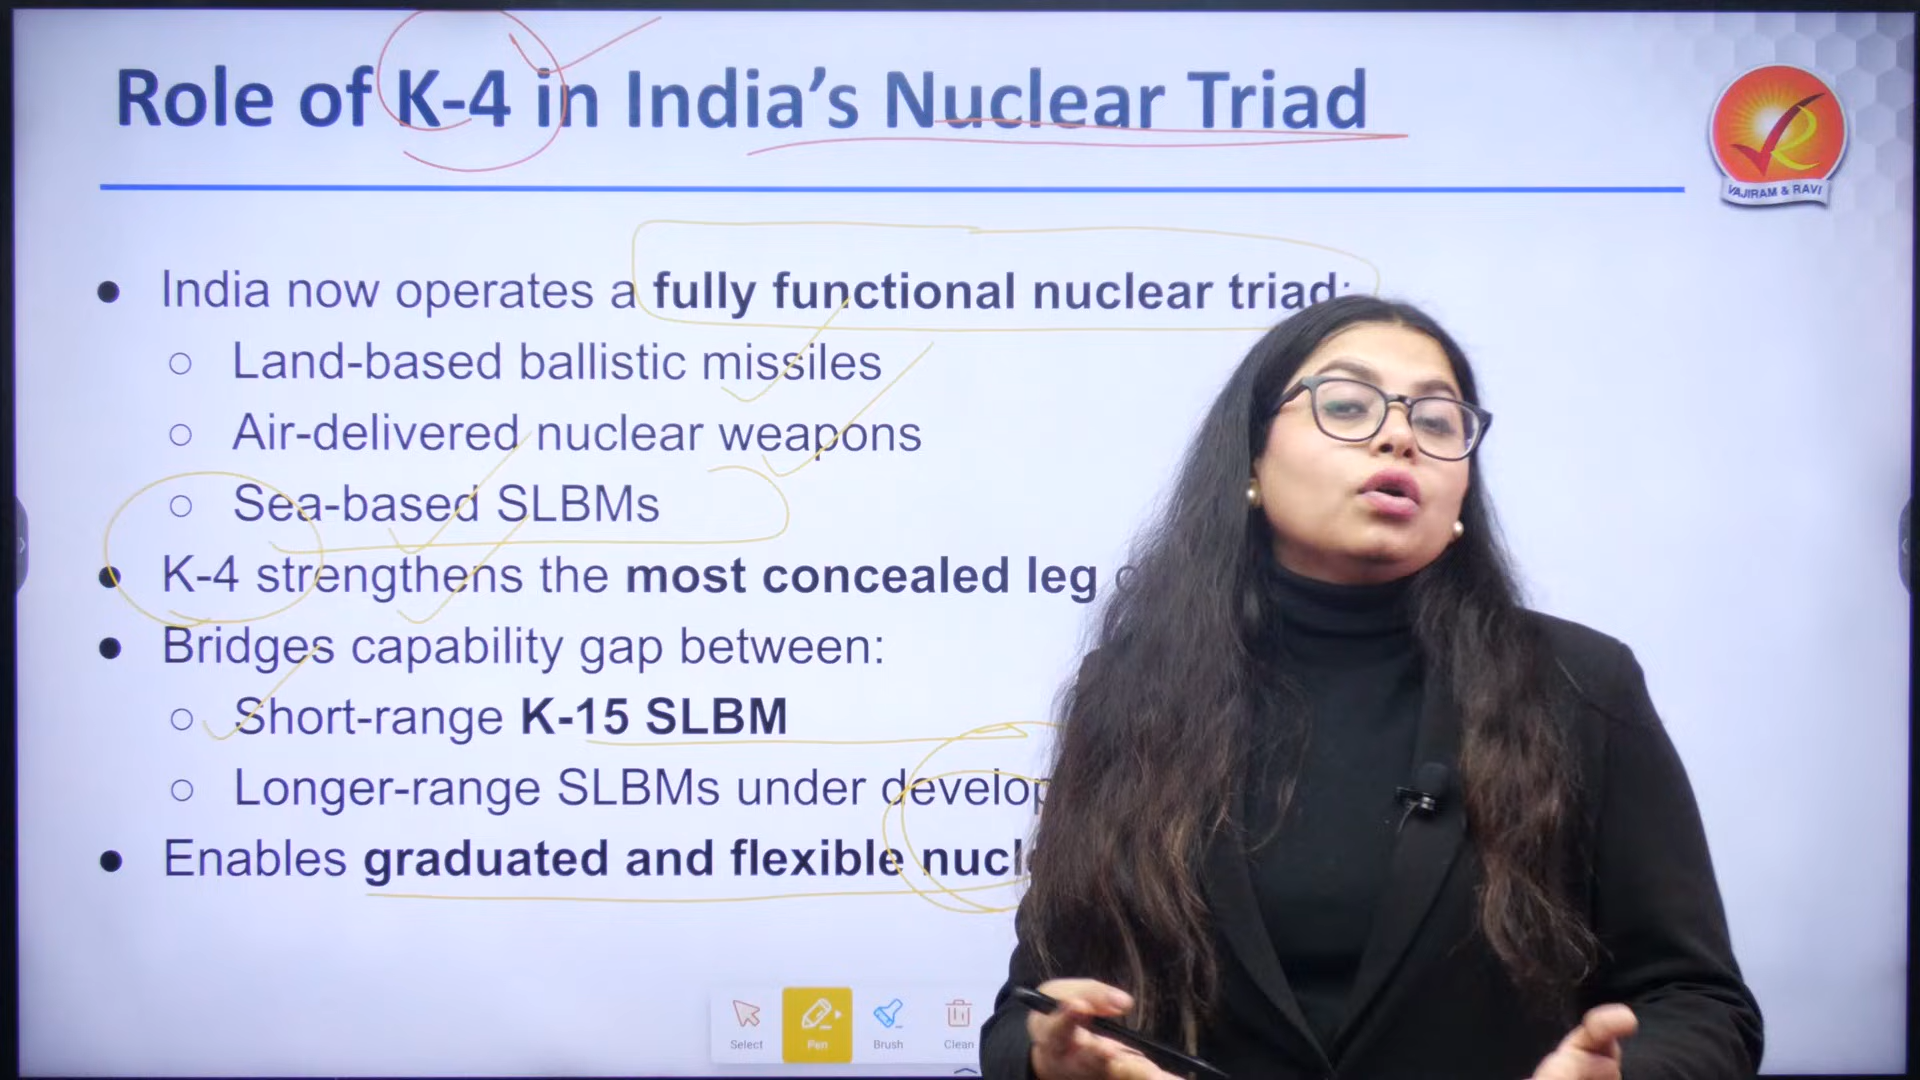 Role of K-4 in India's Nuclear Triad
VAJIRAM & RAVI
● India now operates a fully functional nuclear triad:
○ Land-based ballistic missiles
○ Air-delivered nuclear weapons
○ Sea-based SLBMs
● K-4 strengthens the most concealed leg
● Bridges capability gap between:
○ Short-range K-15 SLBM
○ Longer-range SLBMs under
● Enables graduated and flexible
Select
Pen
Brush
Clean